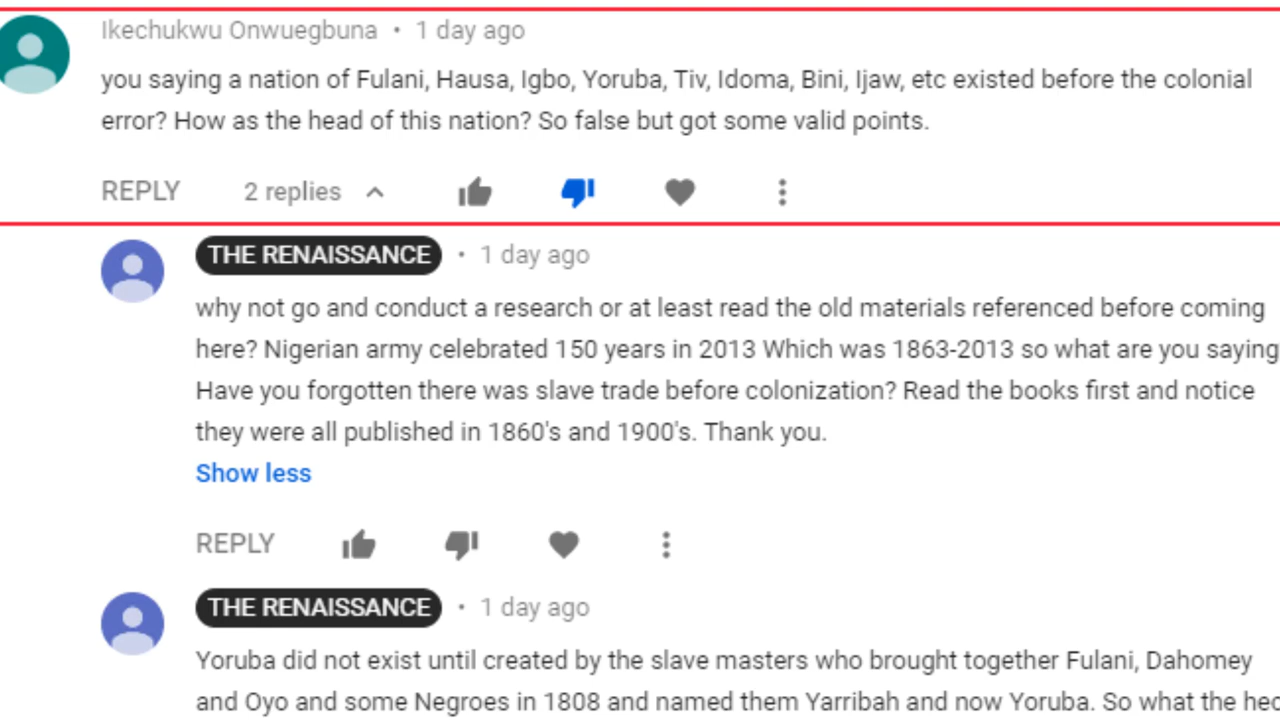 Ikechukwu Onwuegbuna • 1 day ago
you saying a nation of Fulani, Hausa, Igbo, Yoruba, Tiv, Idoma, Bini, Ijaw, etc existed before the colonial
error? How as the head of this nation? So false but got some valid points.
REPLY 2 replies
THE RENAISSANCE • 1 day ago
why not go and conduct a research or at least read the old materials referenced before coming
here? Nigerian army celebrated 150 years in 2013 Which was 1863-2013 so what are you saying
Have you forgotten there was slave trade before colonization? Read the books first and notice
they were all published in 1860's and 1900's. Thank you.
Show less
REPLY
THE RENAISSANCE • 1 day ago
Yoruba did not exist until created by the slave masters who brought together Fulani, Dahomey
and Oyo and some Negroes in 1808 and named them Yarribah and now Yoruba. So what the